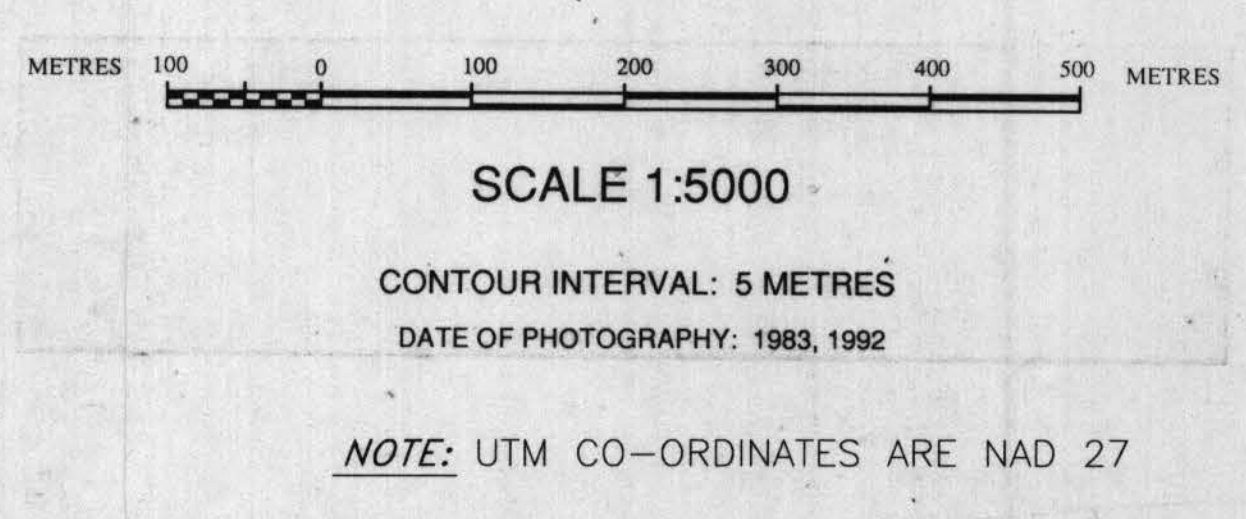 METRES 100 0 100 200 300 400 500 METRES
SCALE 1:5000
CONTOUR INTERVAL: 5 METRES
DATE OF PHOTOGRAPHY: 1983, 1992
NOTE: UTM CO-ORDINATES ARE NAD 27